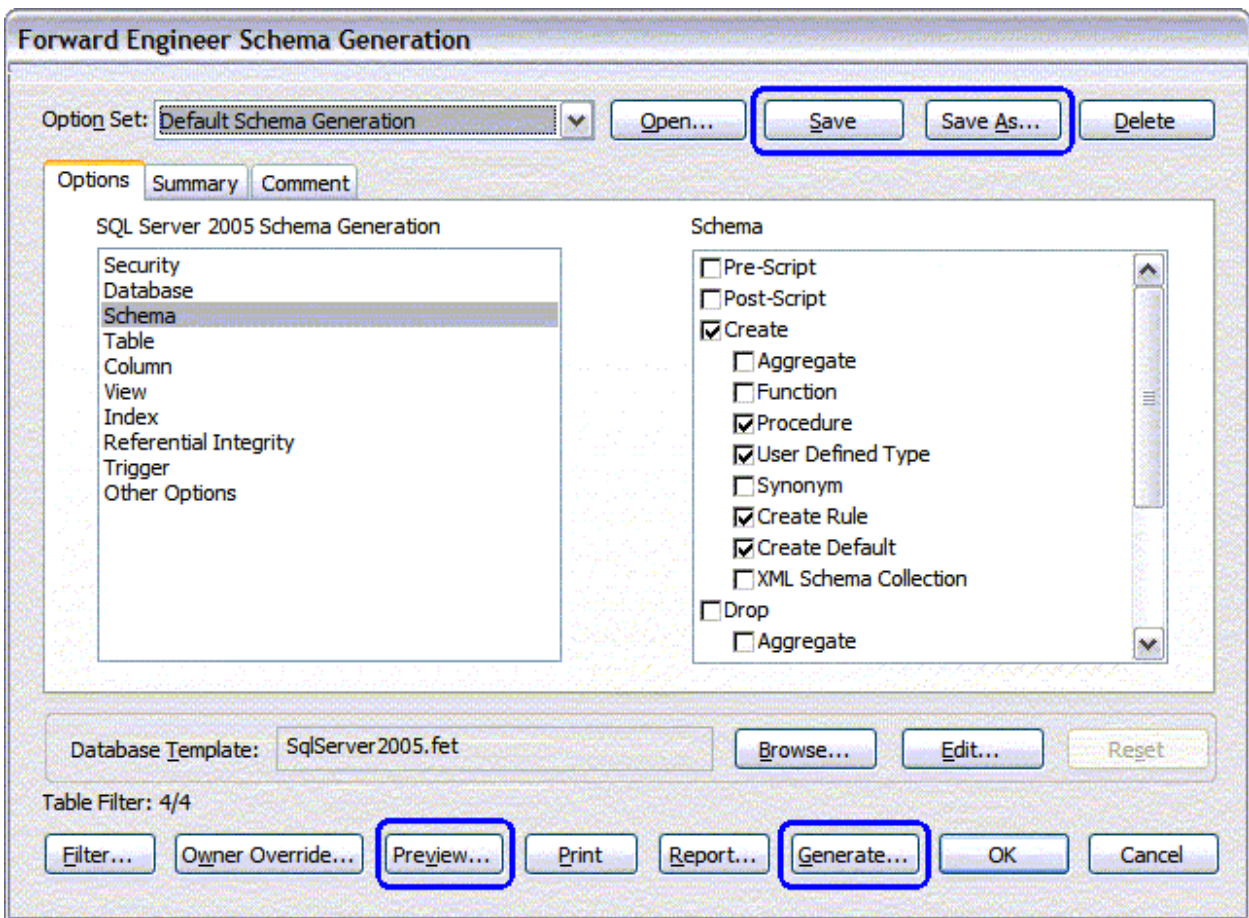 Forward Engineer Schema Generation
Option Set: Default Schema Generation Open... Save Save As... Delete
Options Summary Comment
SQL Server 2005 Schema Generation Schema
Security
Database
Schema
Table
Column
View
Index
Referential Integrity
Trigger
Other Options
Pre-Script
Post-Script
Create
Aggregate
Function
Procedure
User Defined Type
Synonym
Create Rule
Create Default
XML Schema Collection
Drop
Aggregate
Database Template: SqlServer2005.fet Browse... Edit... Reset
Table Filter: 4/4
Filter... Owner Override... Preview... Print Report... Generate... OK Cancel